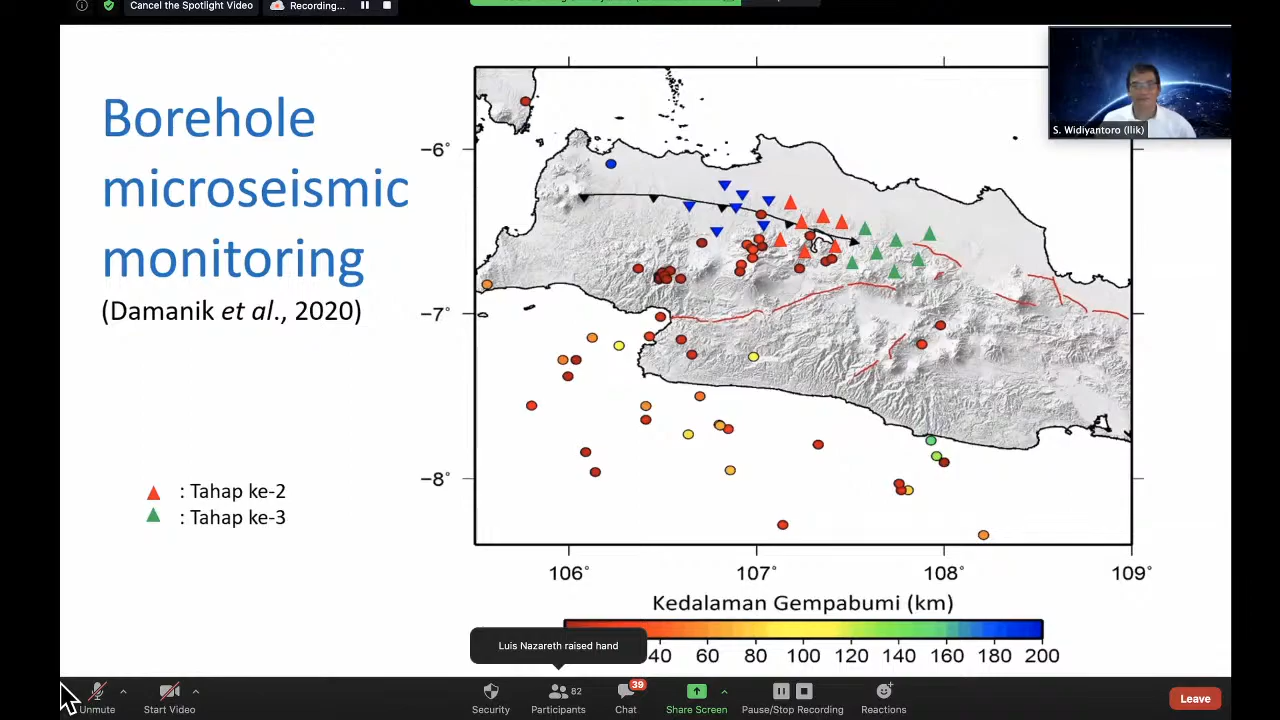 Cancel the Spotlight Video
Recording...
Borehole
microseismic
monitoring
(Damanik et al., 2020)
: Tahap ke-2
: Tahap ke-3
S. Widiyantoro (Ilik)
−6°
−7°
−8°
106° 107° 108° 109°
Kedalaman Gempabumi (km)
40 60 80 100 120 140 160 180 200
Luis Nazareth raised hand
82
39
Unmute
Start Video
Security
Participants
Chat
Share Screen
Pause/Stop Recording
Reactions
Leave